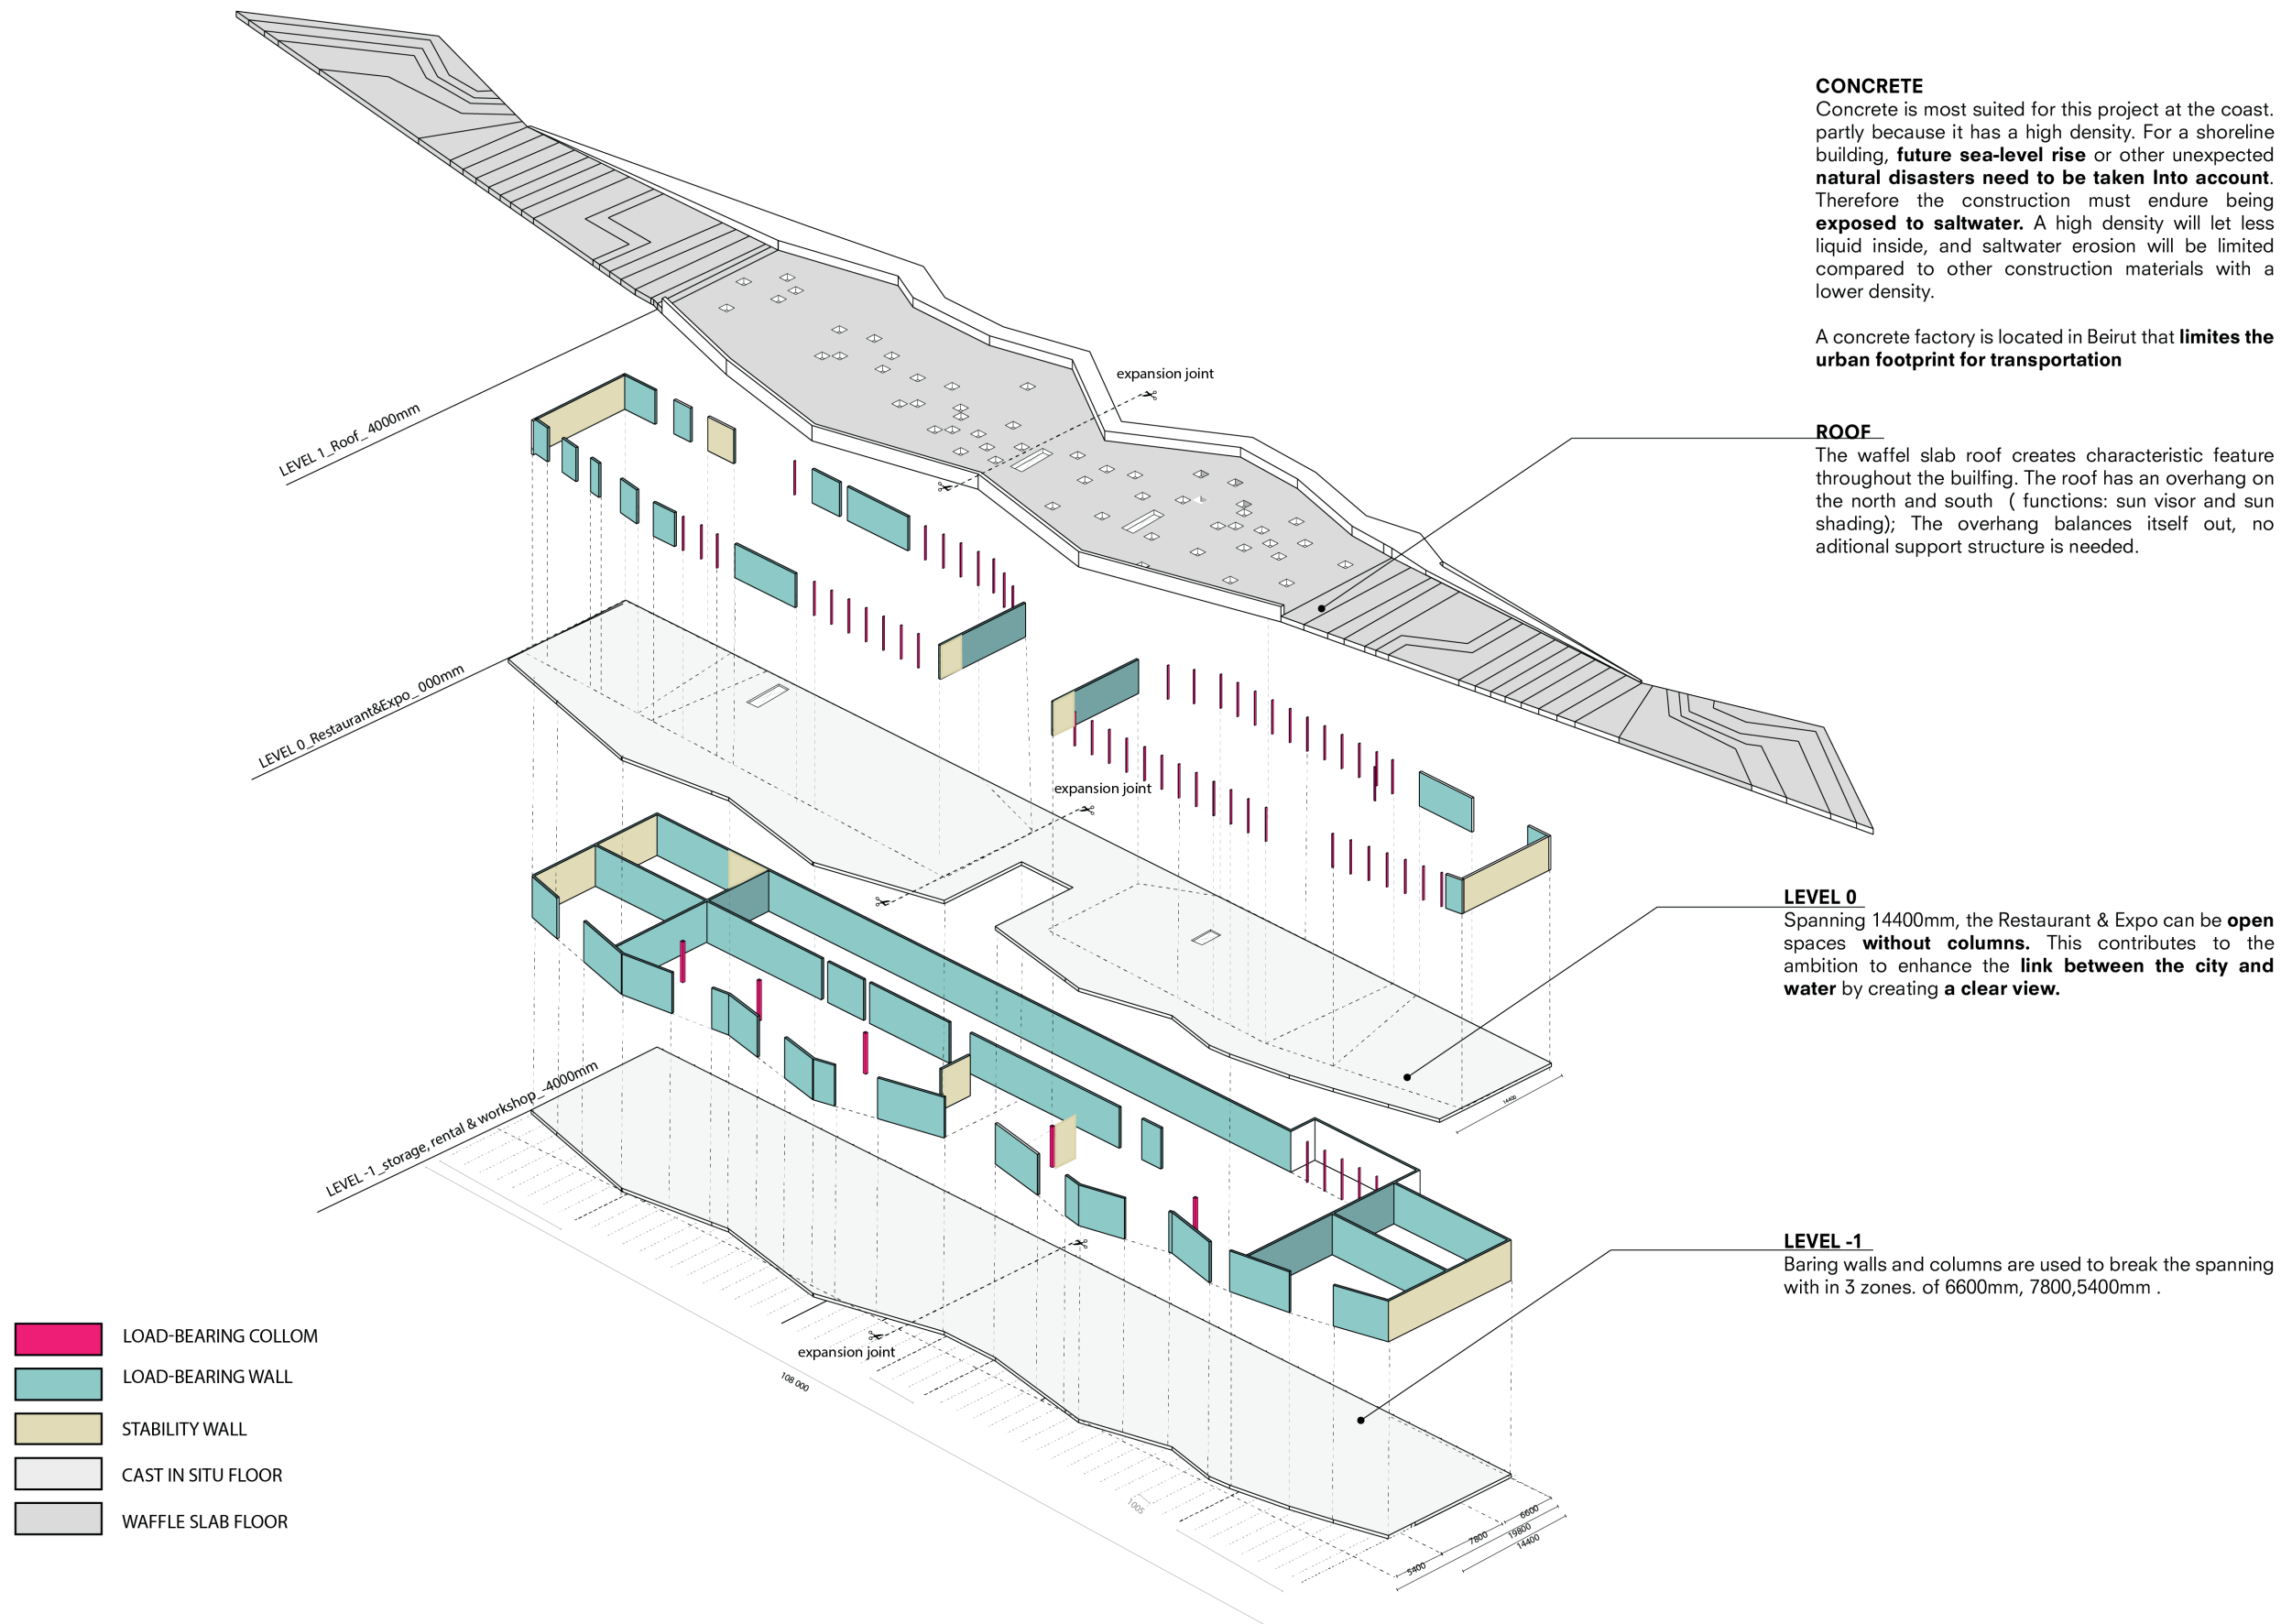 CONCRETE
Concrete is most suited for this project at the coast.
partly because it has a high density. For a shoreline
building, future sea-level rise or other unexpected
natural disasters need to be taken Into account.
Therefore the construction must endure being
exposed to saltwater. A high density will let less
liquid inside, and saltwater erosion will be limited
compared to other construction materials with a
lower density.
A concrete factory is located in Beirut that limites the
urban footprint for transportation
expansion joint
LEVEL 1_Roof_ 4000mm
ROOF
The waffel slab roof creates characteristic feature
throughout the builfing. The roof has an overhang on
the north and south ( functions: sun visor and sun
shading); The overhang balances itself out, no
aditional support structure is needed.
LEVEL 0_Restaurant&Expo_ 000mm
expansion joint
LEVEL 0
Spanning 14400mm, the Restaurant & Expo can be open
spaces without columns. This contributes to the
ambition to enhance the link between the city and
water by creating a clear view.
14400
LEVEL -1_storage, rental & workshop_ -4000mm
LEVEL -1
Baring walls and columns are used to break the spanning
with in 3 zones. of 6600mm, 7800,5400mm .
expansion joint
108 000
1005
6600
7800
19800
14400
5400
LOAD-BEARING COLLOM
LOAD-BEARING WALL
STABILITY WALL
CAST IN SITU FLOOR
WAFFLE SLAB FLOOR